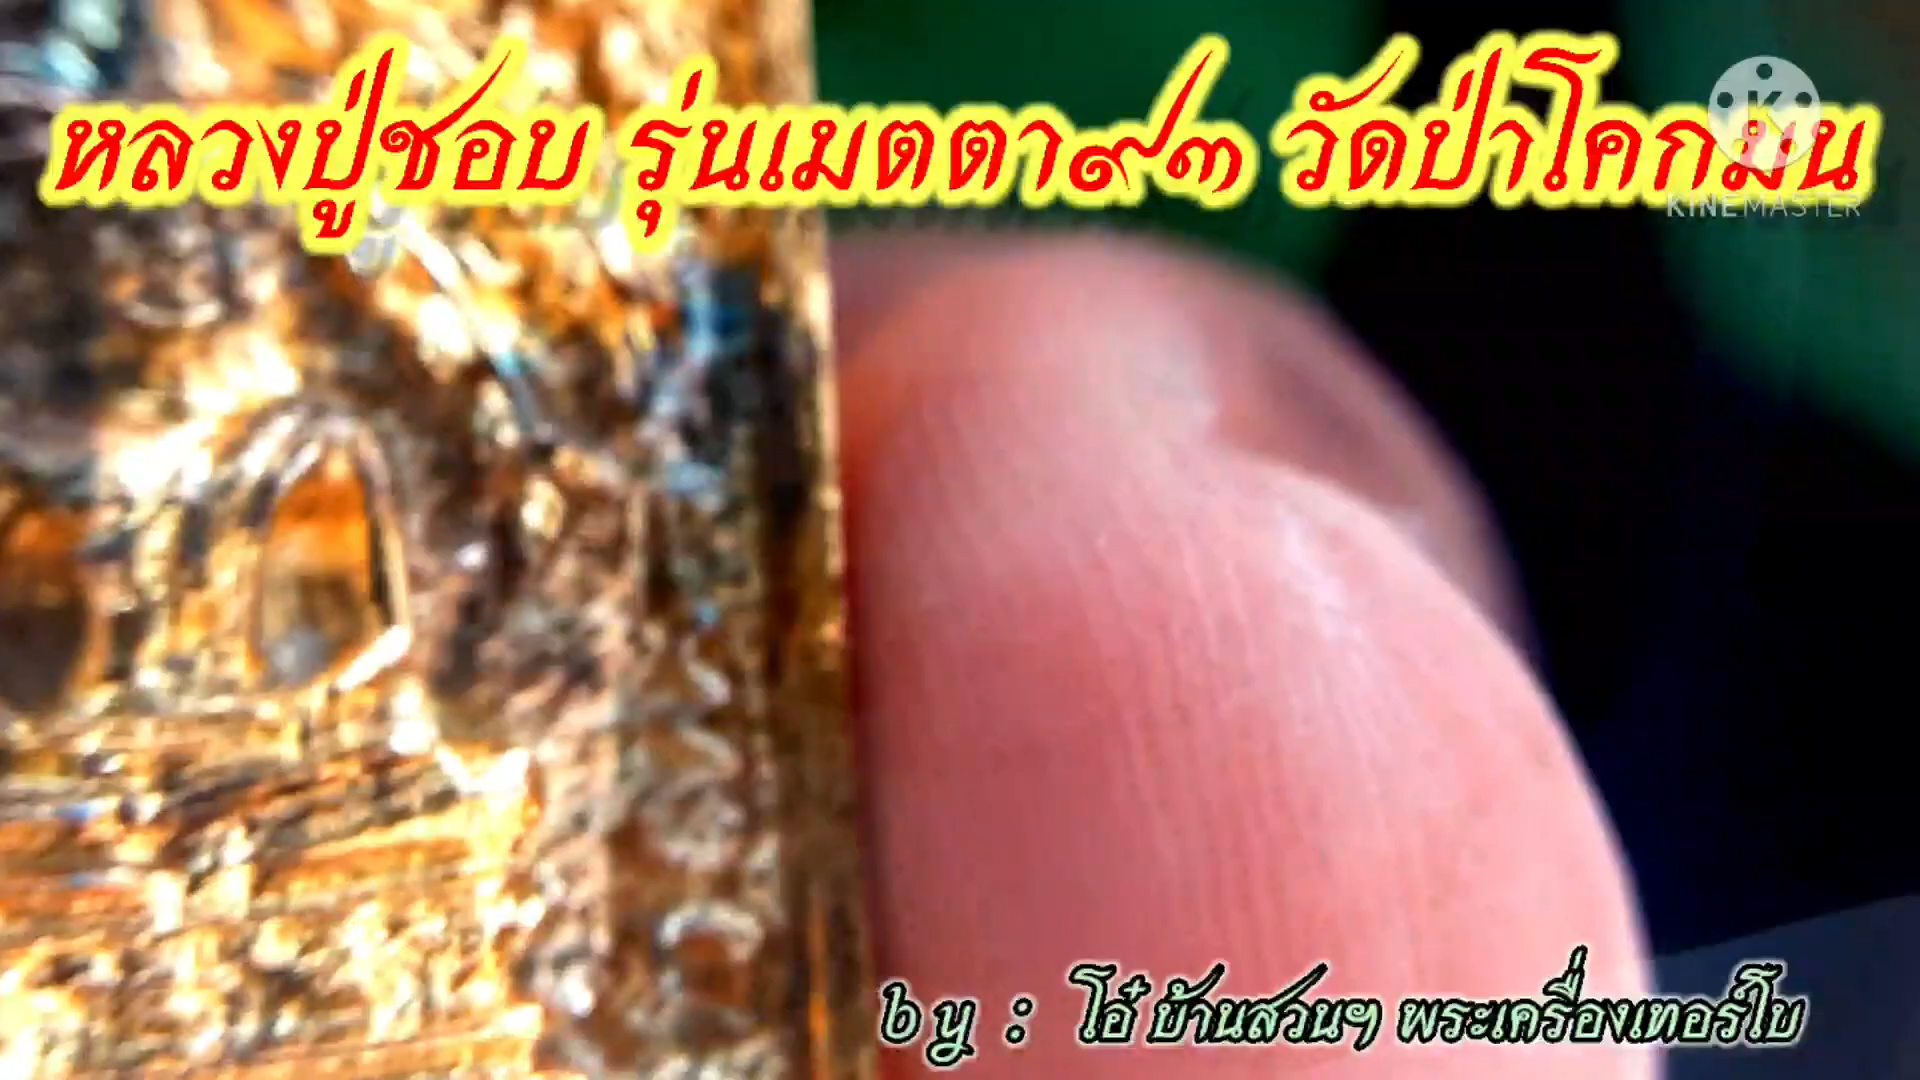 หลวงปู่ชอบ รุ่นเมตตา๙๓ วัดป่าโคกมน
KINEMASTER
by : โอ๋ บ้านสวนฯ พระเครื่องเทอร์โบ